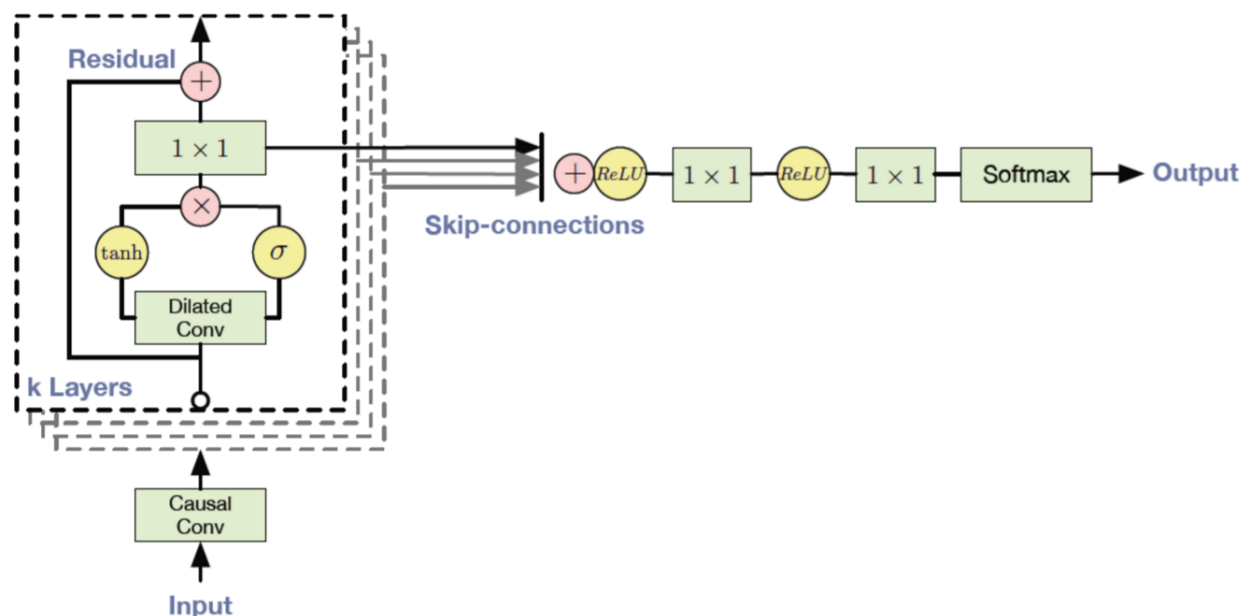 Residual
+
1 × 1
×
tanh
σ
Dilated
Conv
k Layers
Causal
Conv
Input
Skip-connections
+
ReLU
1 × 1
ReLU
1 × 1
Softmax
Output